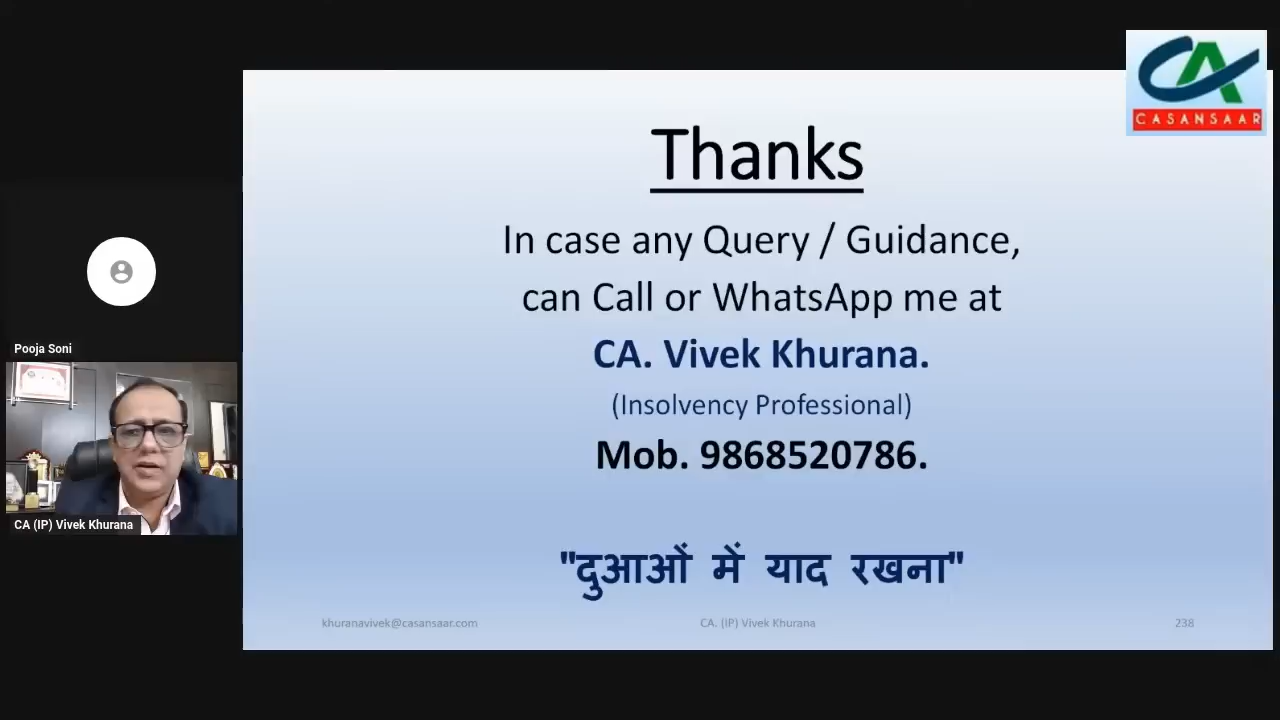 CASANSAAR
Thanks
In case any Query / Guidance,
can Call or WhatsApp me at
CA. Vivek Khurana.
(Insolvency Professional)
Mob. 9868520786.
"दुआओं में याद रखना"
khuranavivek@casansaar.com
CA. (IP) Vivek Khurana
238
Pooja Soni
CA (IP) Vivek Khurana